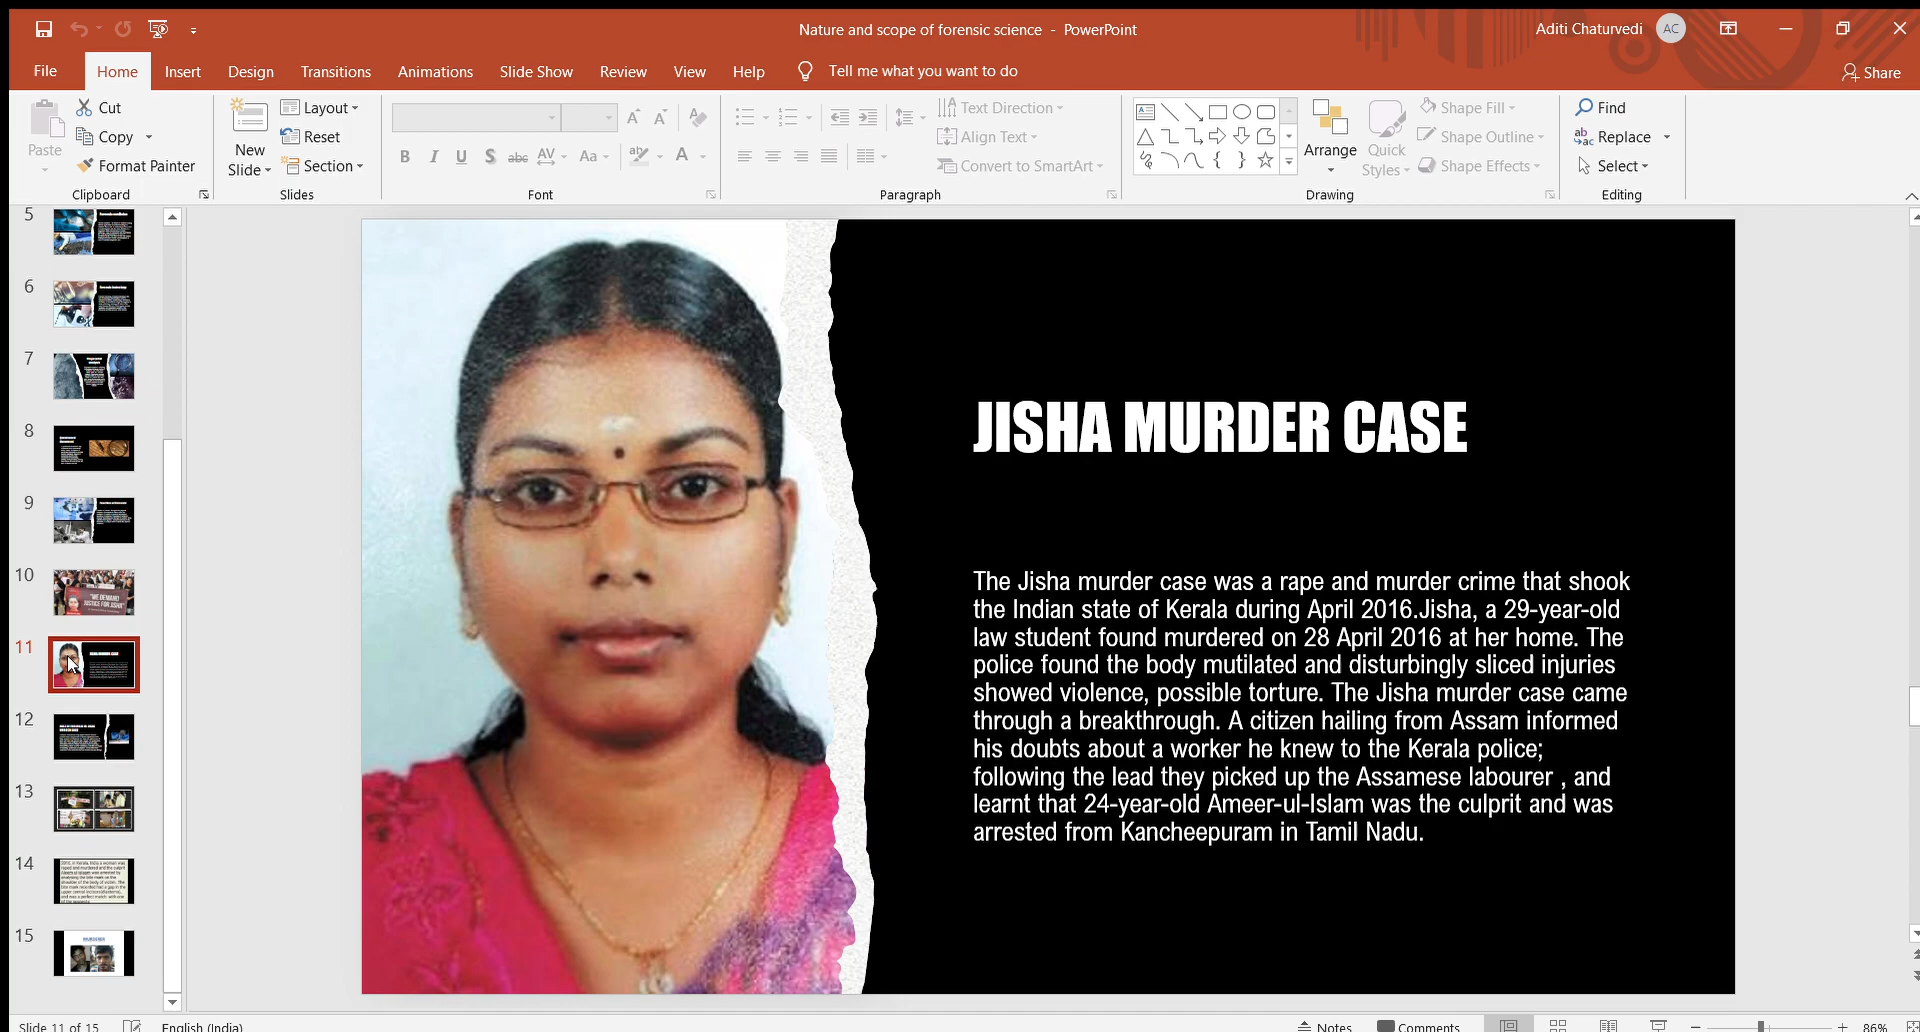 Nature and scope of forensic science - PowerPoint
Aditi Chaturvedi
AC
File
Home
Insert
Design
Transitions
Animations
Slide Show
Review
View
Help
Tell me what you want to do
Share
Paste
Cut
Copy
Format Painter
Clipboard
New
Slide
Layout
Reset
Section
Slides
B I U S abc AV Aa A
Font
Text Direction
Align Text
Convert to SmartArt
Paragraph
Arrange
Quick
Styles
Shape Fill
Shape Outline
Shape Effects
Drawing
Find
Replace
Select
Editing
5
6
7
8
9
10
"WE DEMAND
JUSTICE FOR JISHA"
11
12
13
14
15
MURDERER
JISHA MURDER CASE
The Jisha murder case was a rape and murder crime that shook
the Indian state of Kerala during April 2016.Jisha, a 29-year-old
law student found murdered on 28 April 2016 at her home. The
police found the body mutilated and disturbingly sliced injuries
showed violence, possible torture. The Jisha murder case came
through a breakthrough. A citizen hailing from Assam informed
his doubts about a worker he knew to the Kerala police;
following the lead they picked up the Assamese labourer , and
learnt that 24-year-old Ameer-ul-Islam was the culprit and was
arrested from Kancheepuram in Tamil Nadu.
Slide 11 of 15
English (India)
Notes
Comments
86%